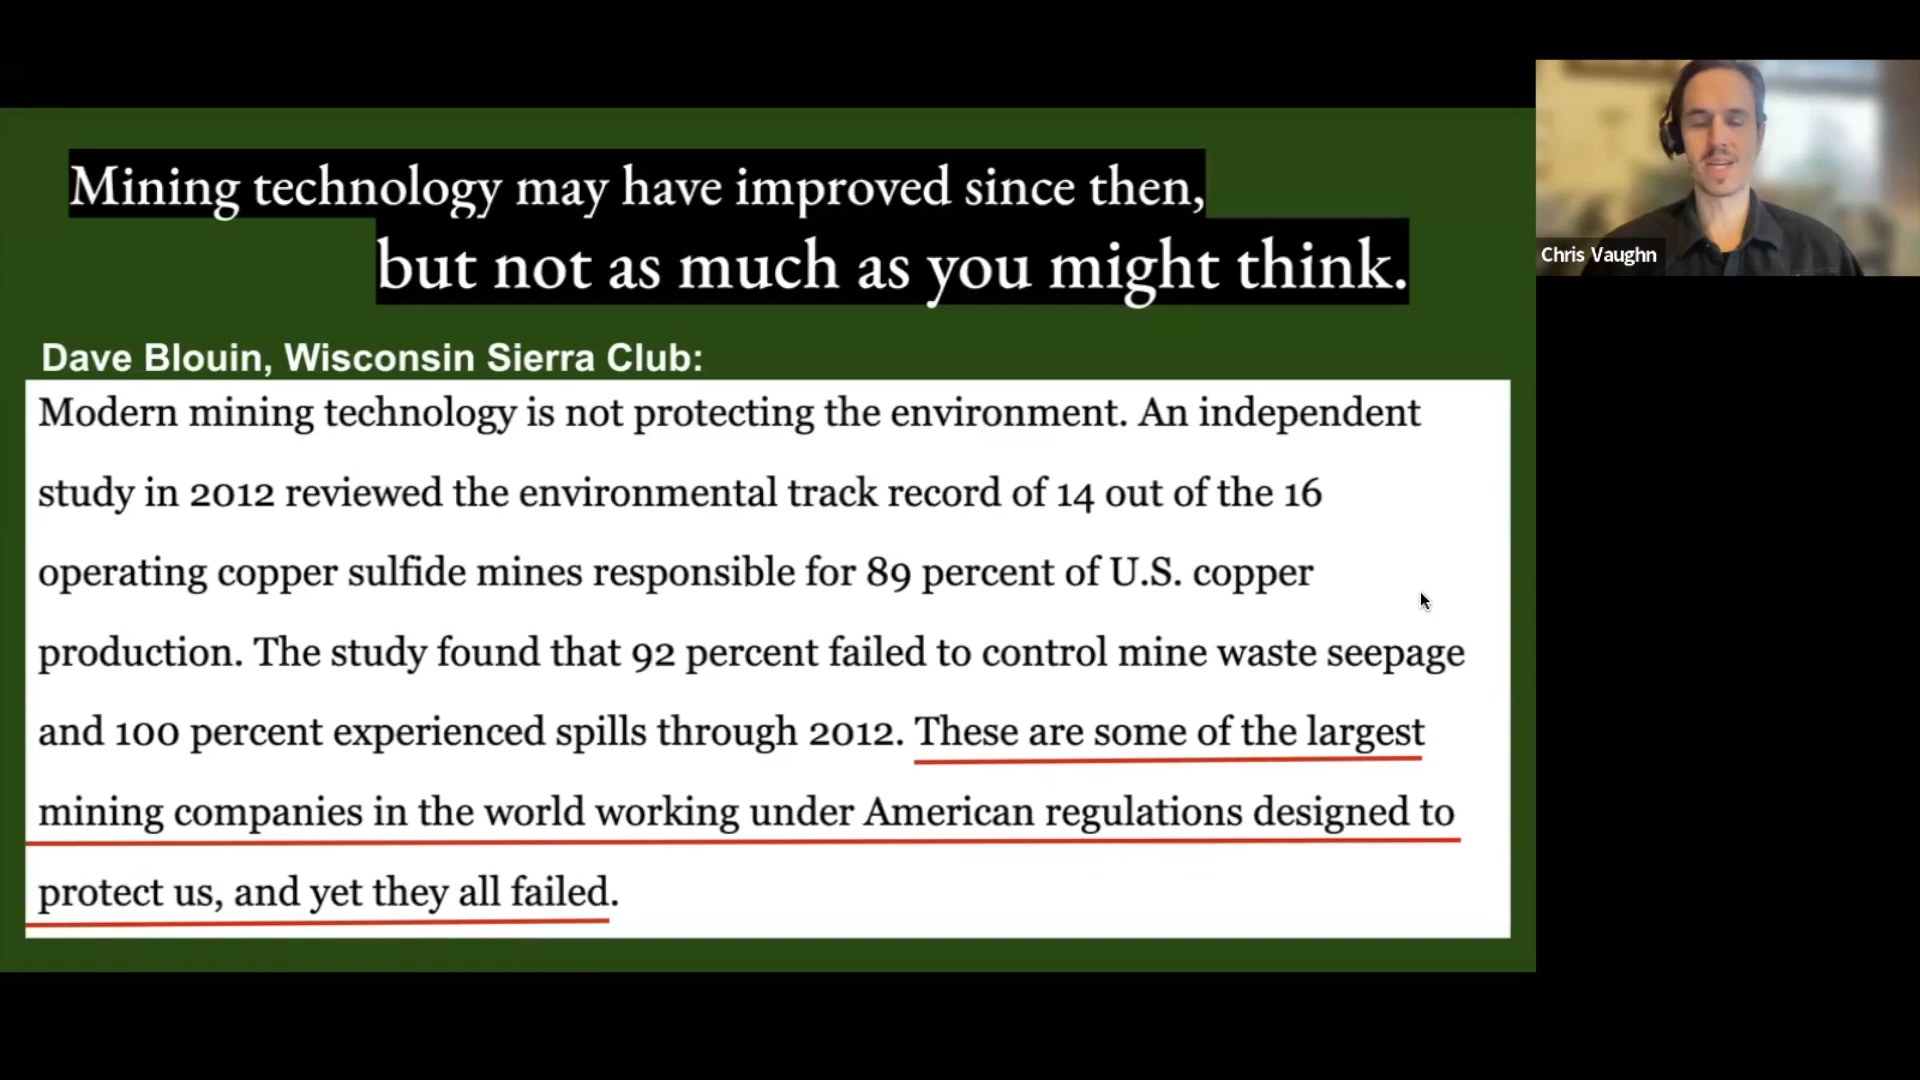 Mining technology may have improved since then,
but not as much as you might think.
Chris Vaughn
Dave Blouin, Wisconsin Sierra Club:
Modern mining technology is not protecting the environment. An independent
study in 2012 reviewed the environmental track record of 14 out of the 16
operating copper sulfide mines responsible for 89 percent of U.S. copper
production. The study found that 92 percent failed to control mine waste seepage
and 100 percent experienced spills through 2012. These are some of the largest
mining companies in the world working under American regulations designed to
protect us, and yet they all failed.